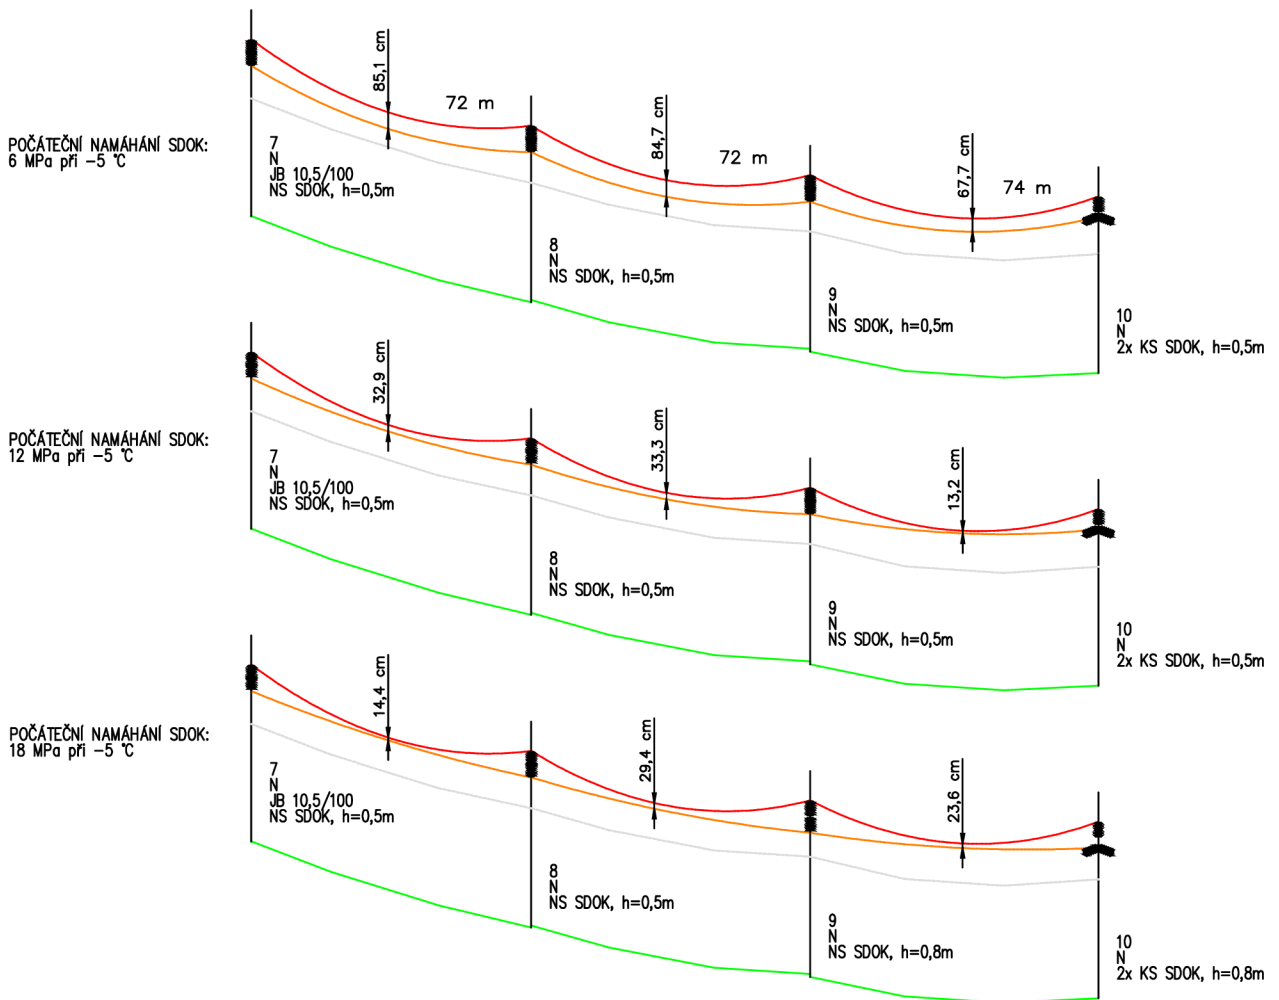 85,1 cm
72 m
84,7 cm
72 m
67,7 cm
74 m
POČÁTEČNÍ NAMÁHÁNÍ SDOK:
6 MPa při –5 °C
7
N
JB 10,5/100
NS SDOK, h=0,5m
8
N
NS SDOK, h=0,5m
9
N
NS SDOK, h=0,5m
10
N
2x KS SDOK, h=0,5m
32,9 cm
33,3 cm
13,2 cm
POČÁTEČNÍ NAMÁHÁNÍ SDOK:
12 MPa při –5 °C
7
N
JB 10,5/100
NS SDOK, h=0,5m
8
N
NS SDOK, h=0,5m
9
N
NS SDOK, h=0,5m
10
N
2x KS SDOK, h=0,5m
14,4 cm
29,4 cm
23,6 cm
POČÁTEČNÍ NAMÁHÁNÍ SDOK:
18 MPa při –5 °C
7
N
JB 10,5/100
NS SDOK, h=0,5m
8
N
NS SDOK, h=0,5m
9
N
NS SDOK, h=0,8m
10
N
2x KS SDOK, h=0,8m